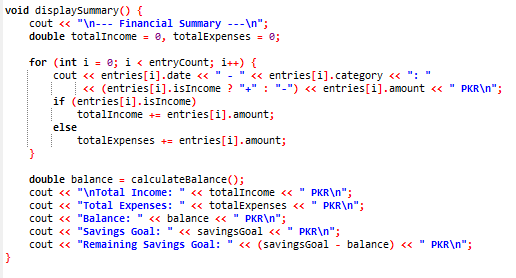 void displaySummary() {
    cout << "\n--- Financial Summary ---\n";
    double totalIncome = 0, totalExpenses = 0;

    for (int i = 0; i < entryCount; i++) {
        cout << entries[i].date << " - " << entries[i].category << ": "
             << (entries[i].isIncome ? "+" : "-") << entries[i].amount << " PKR\n";
        if (entries[i].isIncome)
            totalIncome += entries[i].amount;
        else
            totalExpenses += entries[i].amount;
    }

    double balance = calculateBalance();
    cout << "\nTotal Income: " << totalIncome << " PKR\n";
    cout << "Total Expenses: " << totalExpenses << " PKR\n";
    cout << "Balance: " << balance << " PKR\n";
    cout << "Savings Goal: " << savingsGoal << " PKR\n";
    cout << "Remaining Savings Goal: " << (savingsGoal - balance) << " PKR\n";
}